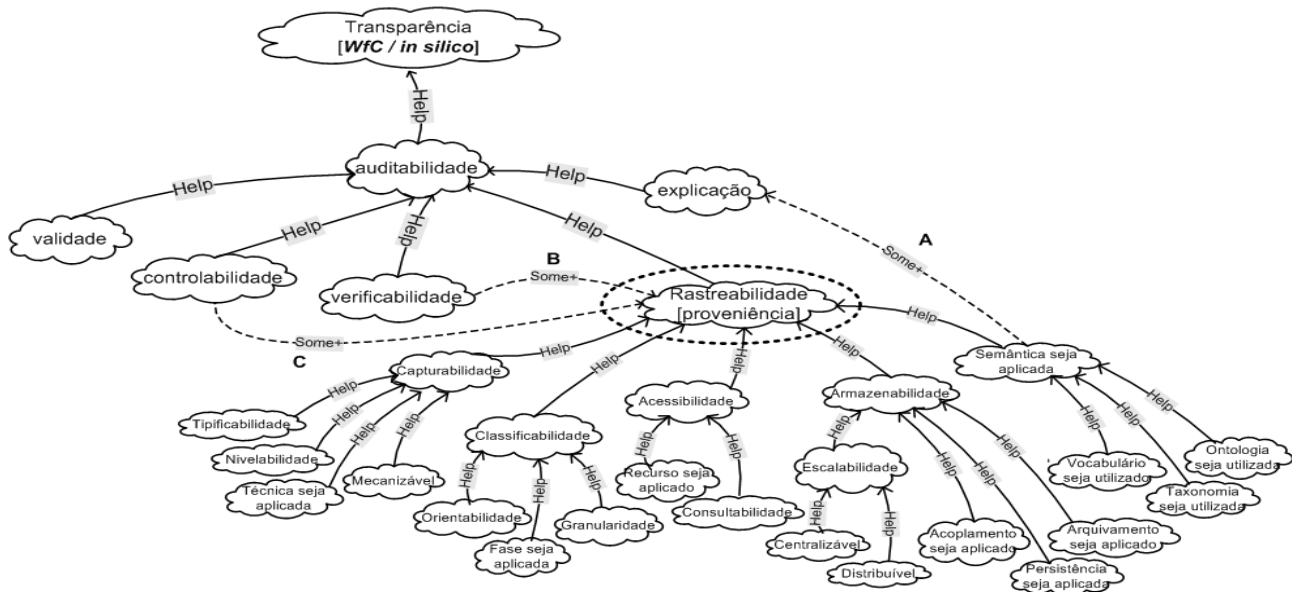 Transparência
[WfC / in silico]
Help
auditabilidade
Help
Help
explicação
validade
Help
Help
Help
A
controlabilidade
B
Some+
Some+
verificabilidade
Rastreabilidade
[proveniência]
Some+
C
Help
Help
Help
Help
Help
Semântica seja
aplicada
Capturabilidade
Help
Help
Help
Help
Tipificabilidade
Nivelabilidade
Técnica seja
aplicada
Mecanizável
Acessibilidade
Armazenabilidade
Classificabilidade
Help
Help
Help
Help
Help
Orientabilidade
Fase seja
aplicada
Granularidade
Recurso seja
aplicado
Consultabilidade
Help
Help
Help
Help
Escalabilidade
Help
Help
Centralizável
Distribuível
Acoplamento
seja aplicado
Persistência
seja aplicada
Arquivamento
seja aplicado
Help
Help
Help
Vocabulário
seja utilizado
Taxonomia
seja utilizada
Ontologia
seja utilizada